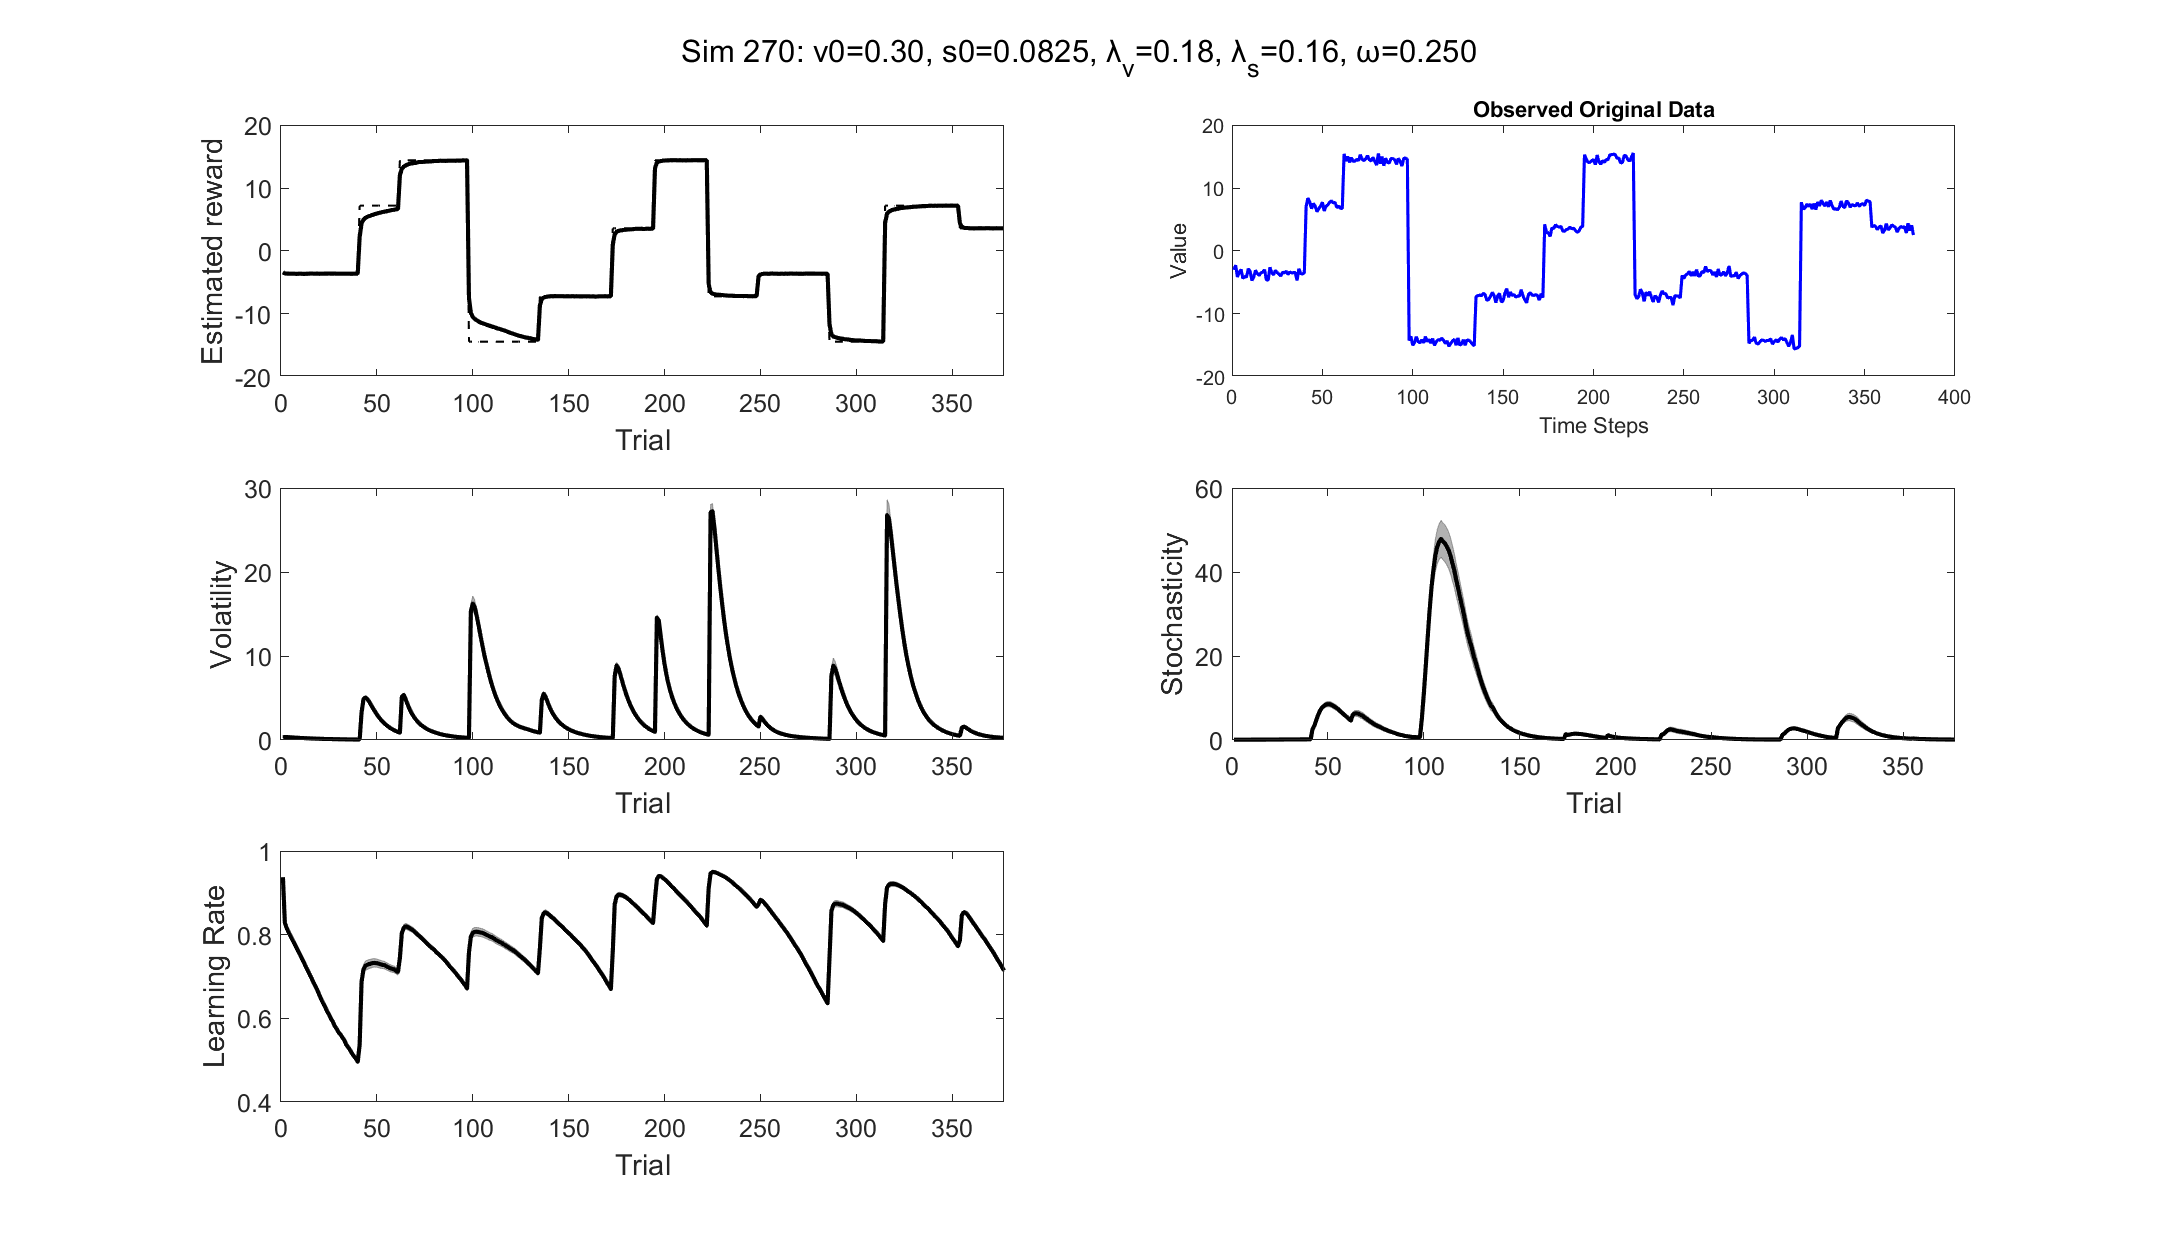 Sim 270: v0=0.30, s0=0.0825, λv=0.18, λs=0.16, ω=0.250
Estimated reward
20
10
0
-10
-20
0 50 100 150 200 250 300 350
Trial
Observed Original Data
Value
20
10
0
-10
-20
0 50 100 150 200 250 300 350 400
Time Steps
Volatility
30
20
10
0
0 50 100 150 200 250 300 350
Trial
Stochasticity
60
40
20
0
0 50 100 150 200 250 300 350
Trial
Learning Rate
1
0.8
0.6
0.4
0 50 100 150 200 250 300 350
Trial